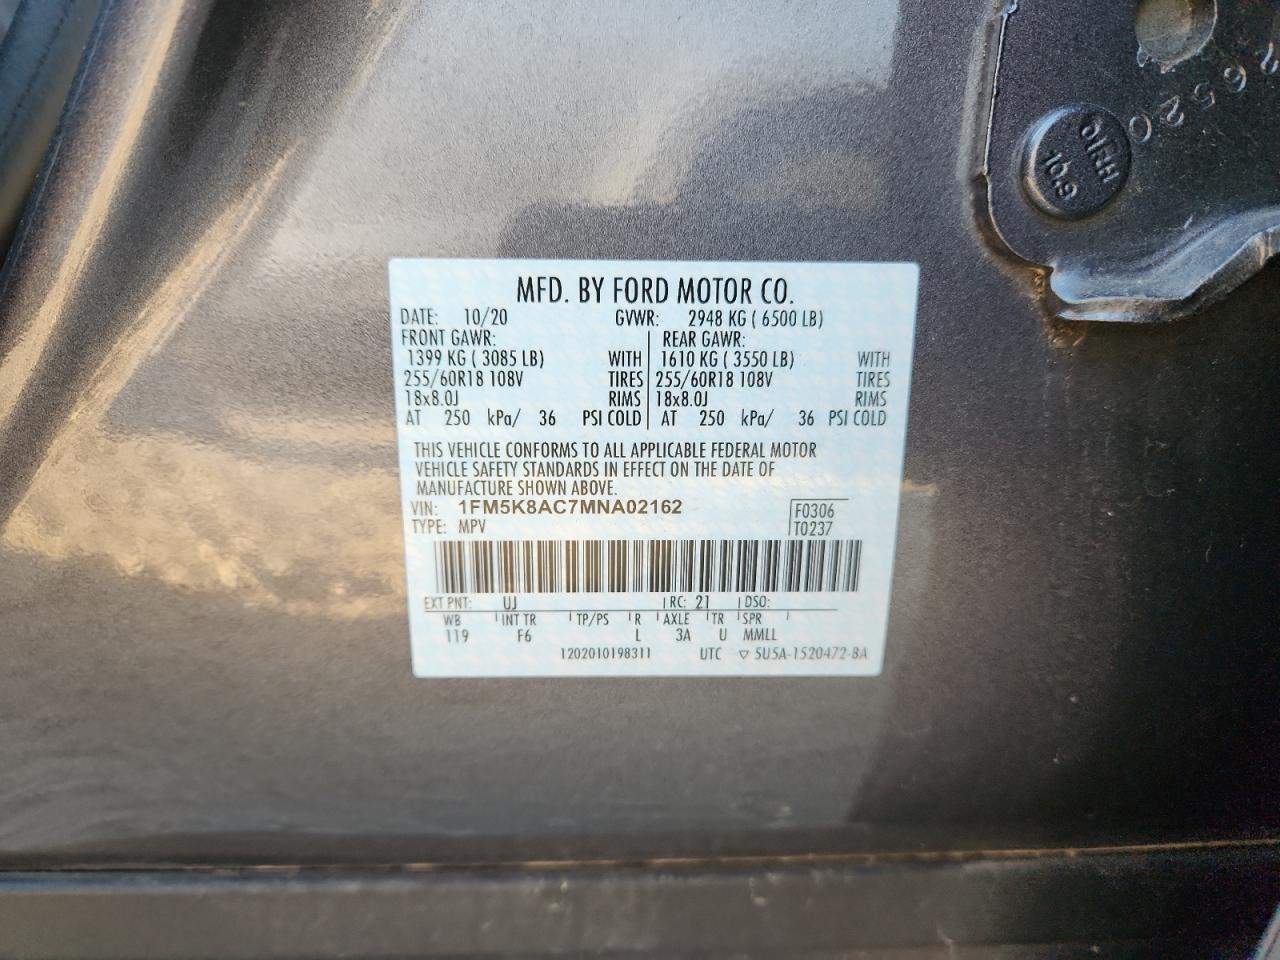 26520
OFRH
10.9
MFD. BY FORD MOTOR CO.
DATE: 10/20 GVWR: 2948 KG ( 6500 LB)
FRONT GAWR: REAR GAWR:
1399 KG ( 3085 LB) WITH 1610 KG ( 3550 LB) WITH
255/60R18 108V TIRES 255/60R18 108V TIRES
18x8.0J RIMS 18x8.0J RIMS
AT 250 kPa/ 36 PSI COLD AT 250 kPa/ 36 PSI COLD
THIS VEHICLE CONFORMS TO ALL APPLICABLE FEDERAL MOTOR
VEHICLE SAFETY STANDARDS IN EFFECT ON THE DATE OF
MANUFACTURE SHOWN ABOVE.
VIN: 1FM5K8AC7MNA02162 F0306
TYPE: MPV T0237
EXT PNT: UJ RC: 21 DSO:
WB INT TR TP/PS R AXLE TR SPR
119 F6 L 3A U MMLL
1202010198311 UTC ▽ 5U5A-1520472-BA